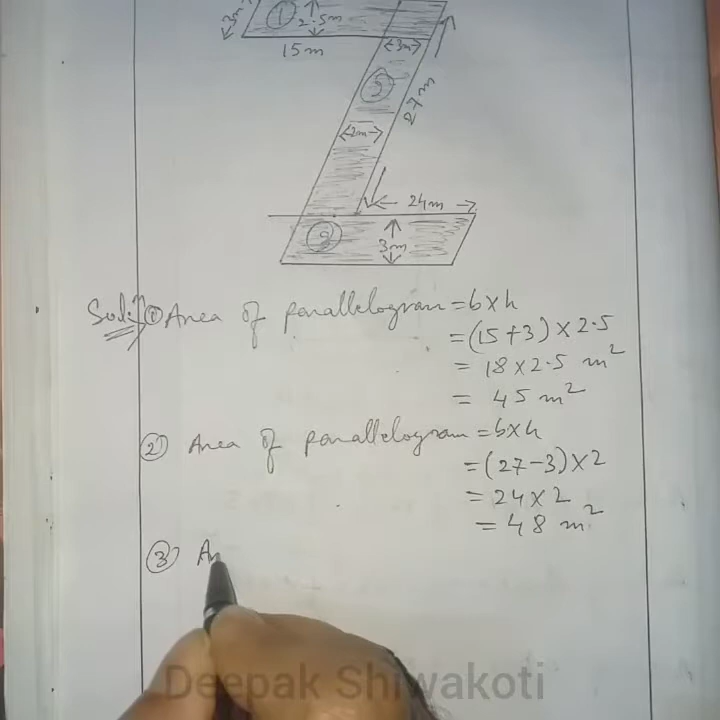 3m
① 2.5m
15m
3m
②
27m
2m
24m
③ 3m
Sol:ⁿ ① Area of parallelogram = b×h
= (15+3) × 2.5
= 18 × 2.5 m²
= 45 m²
② Area of parallelogram = b×h
= (27-3)×2
= 24 × 2
= 48 m²
③ A
Deepak Shiwakoti